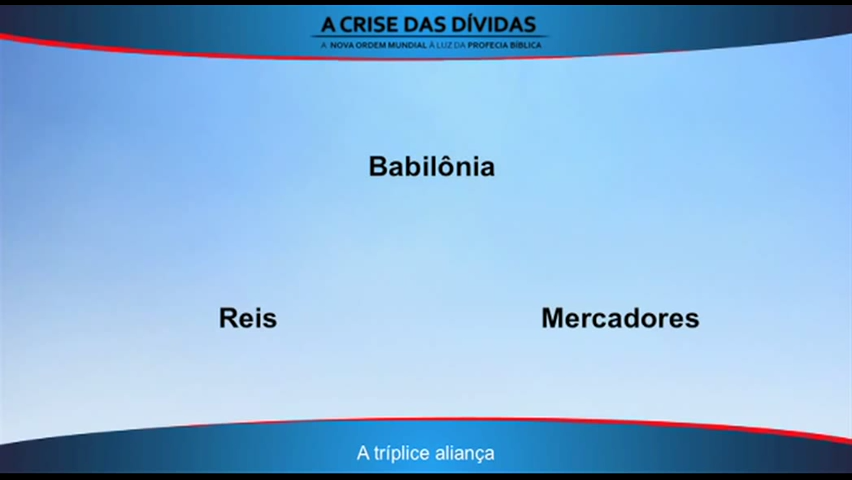 A CRISE DAS DÍVIDAS
A NOVA ORDEM MUNDIAL À LUZ DA PROFECIA BÍBLICA
Babilônia
Reis
Mercadores
A tríplice aliança